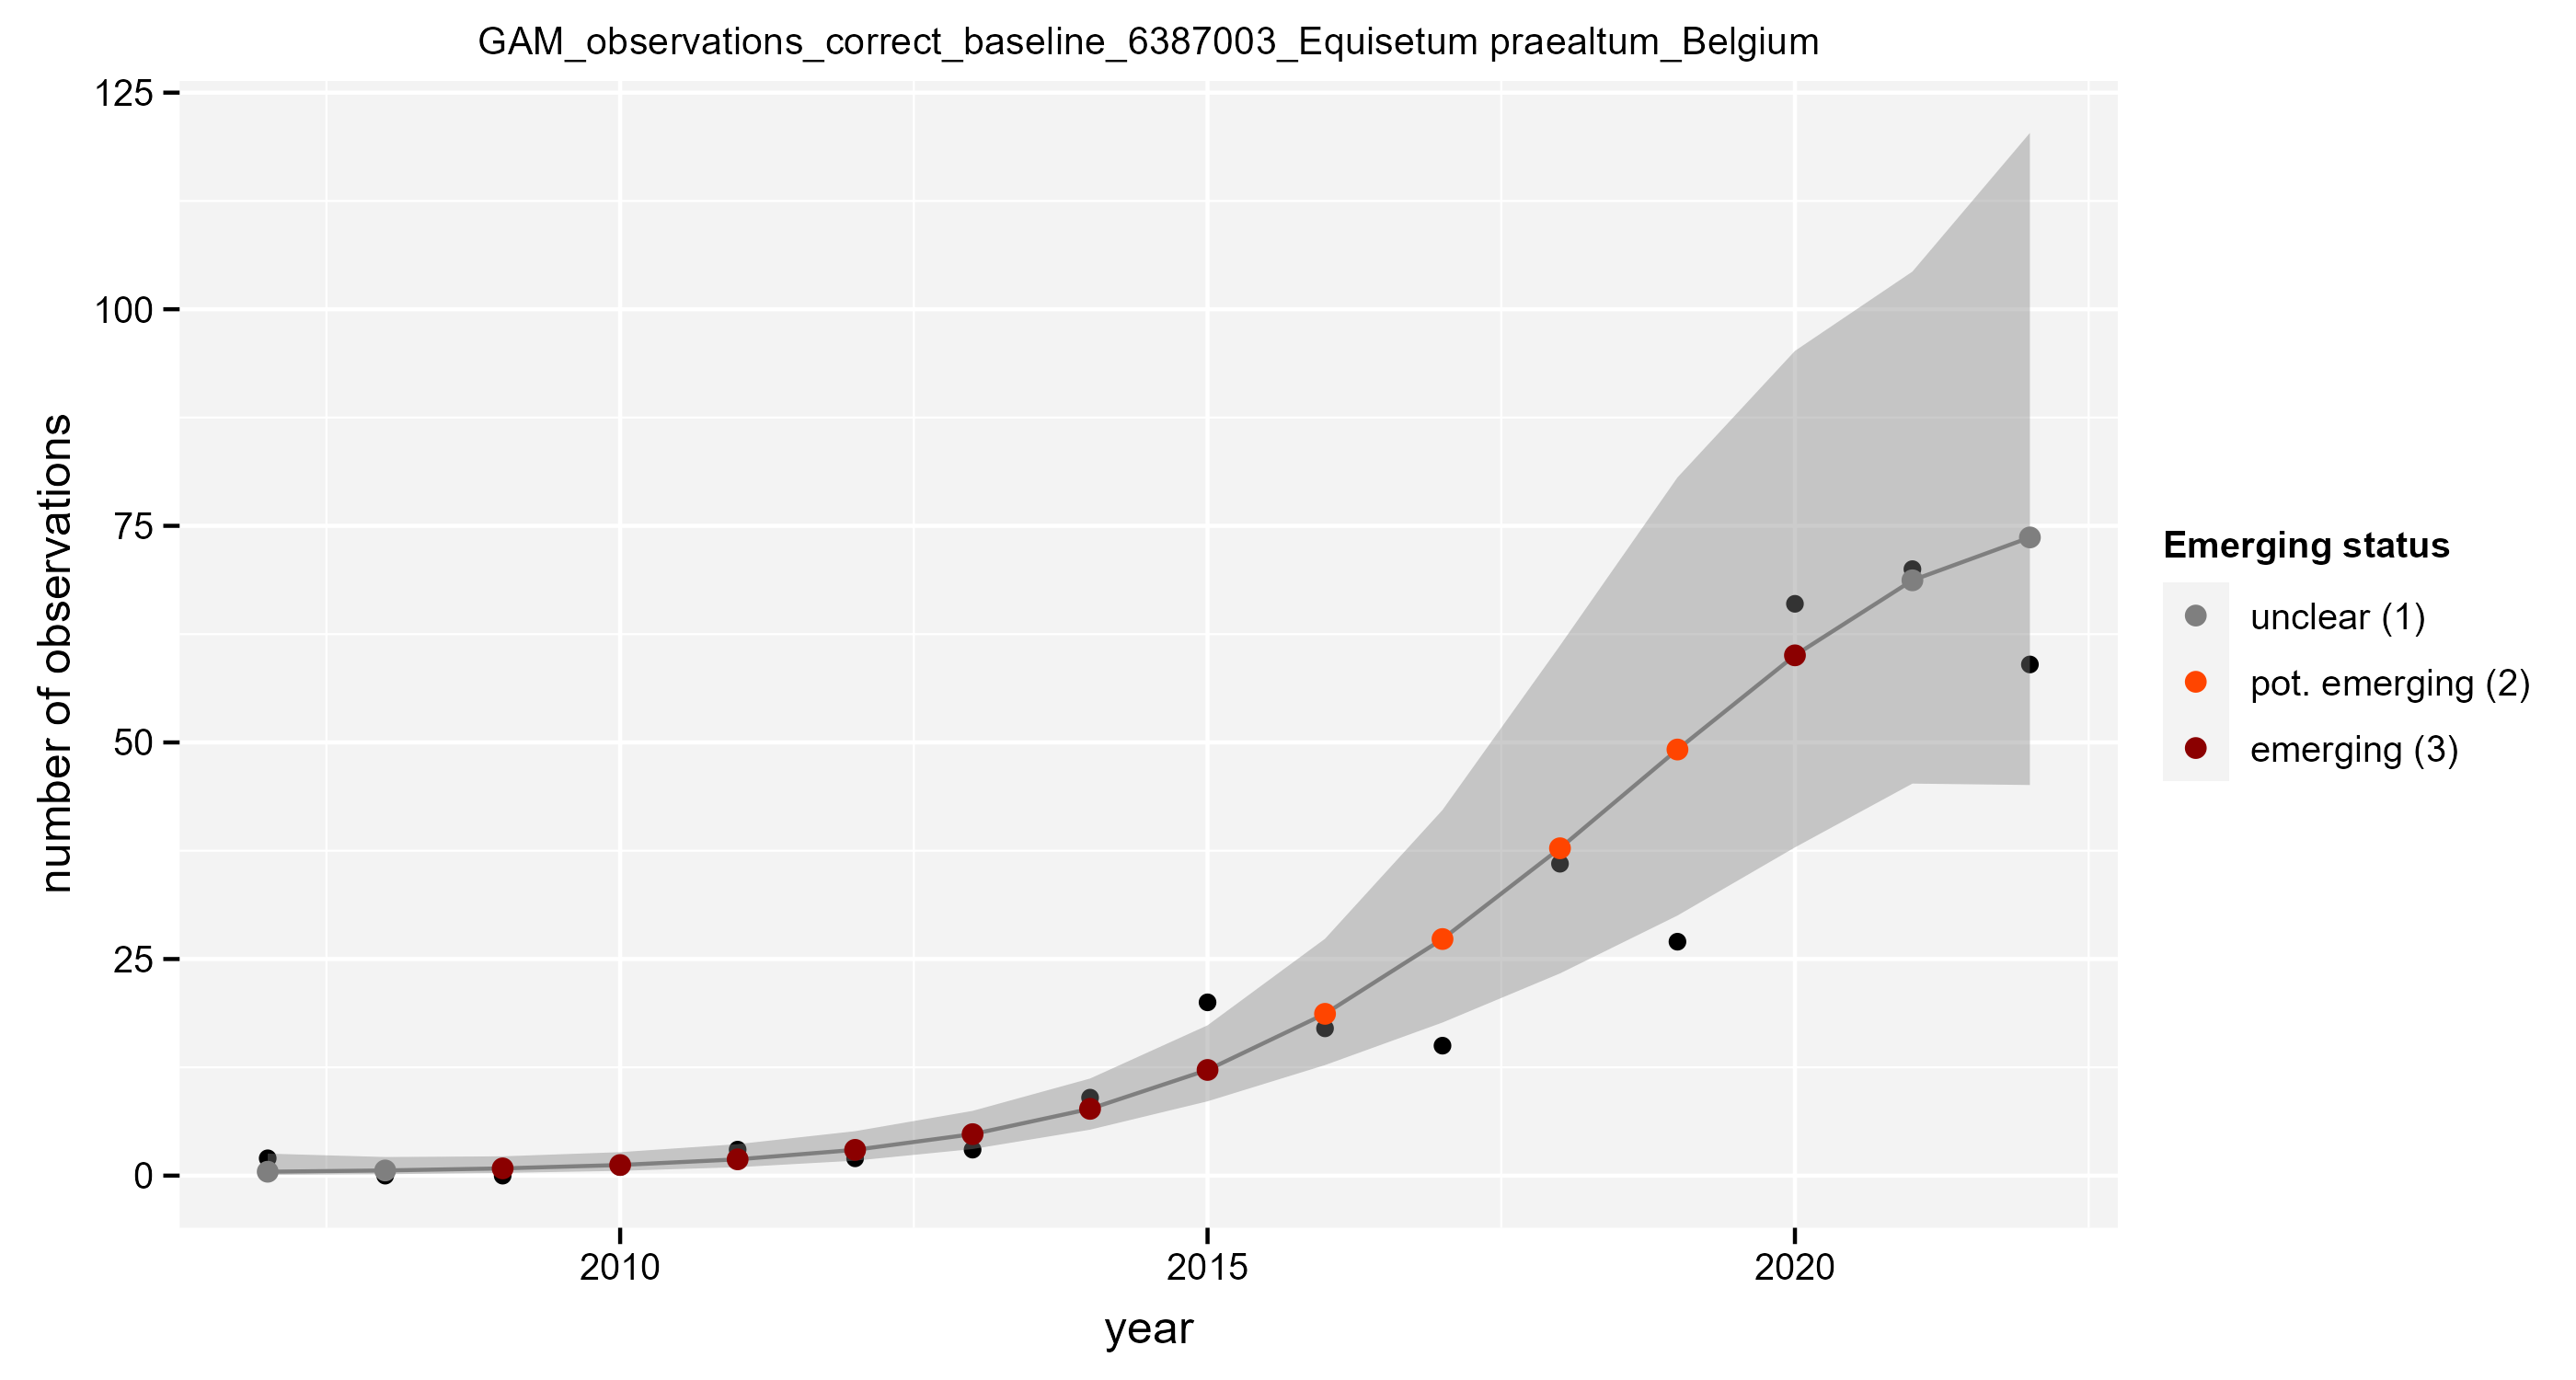 GAM_observations_correct_baseline_6387003_Equisetum praealtum_Belgium
125
100
75
50
25
0
number of observations
2010
2015
2020
year
Emerging status
unclear (1)
pot. emerging (2)
emerging (3)